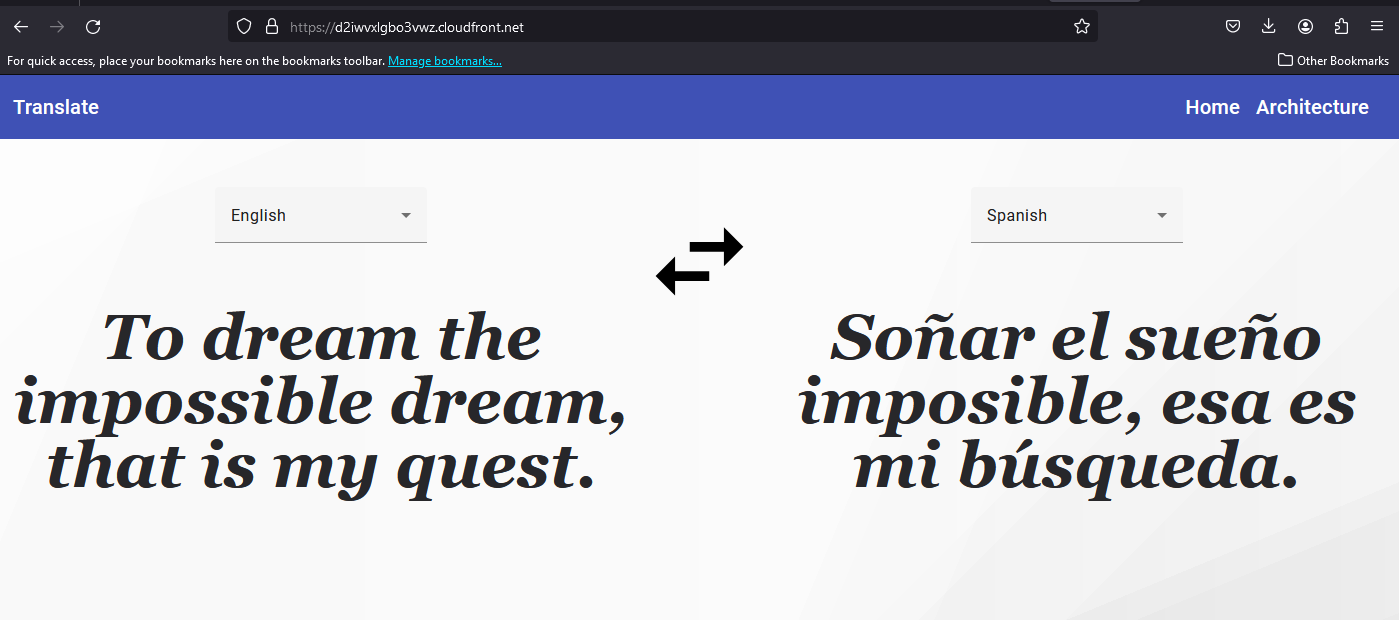 https://d2iwvxlgbo3vwz.cloudfront.net
For quick access, place your bookmarks here on the bookmarks toolbar. Manage bookmarks...
Other Bookmarks
Translate
Home
Architecture
English
Spanish
To dream the
impossible dream,
that is my quest.
Soñar el sueño
imposible, esa es
mi búsqueda.